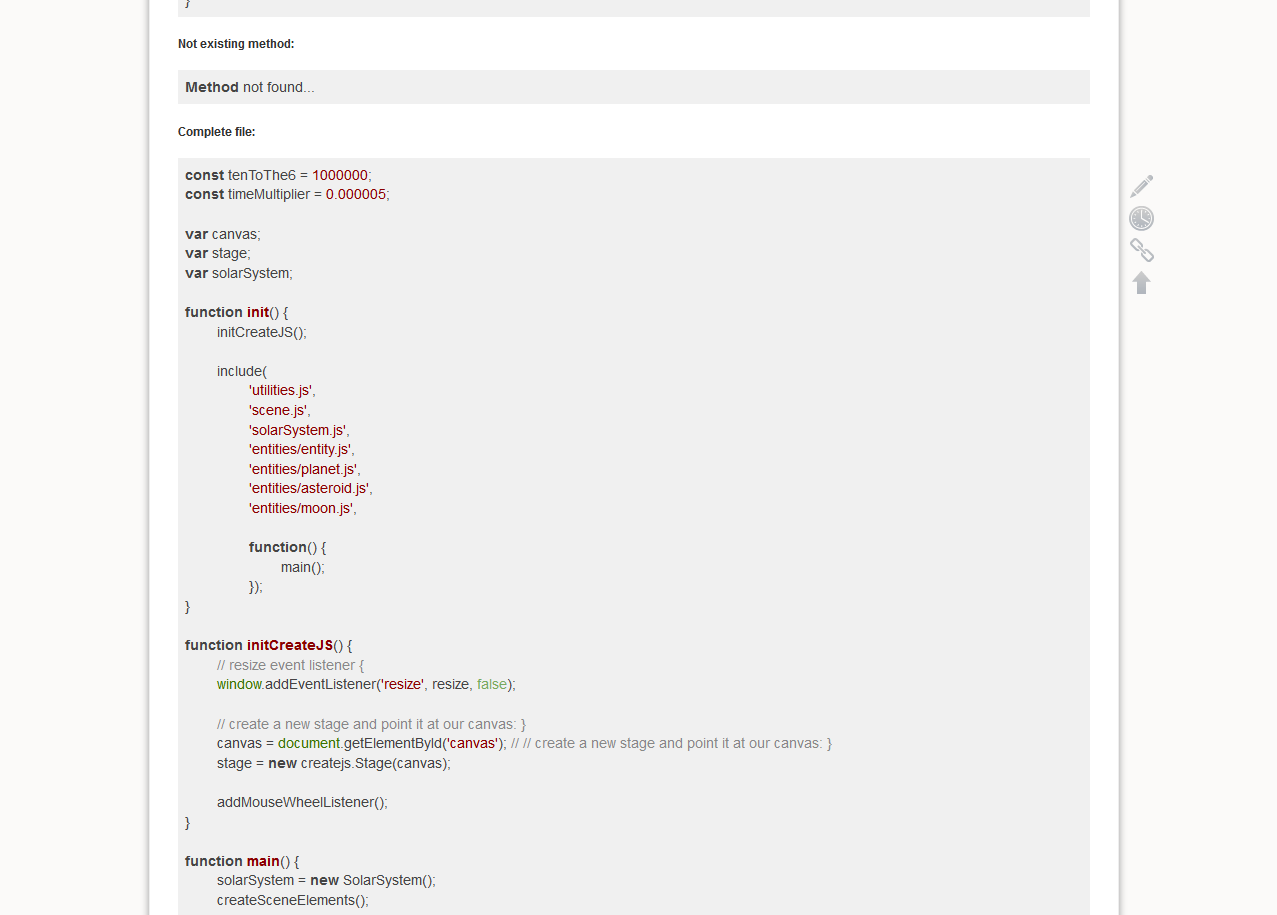 }
Not existing method:
Method not found...
Complete file:
const tenToThe6 = 1000000;
const timeMultiplier = 0.000005;
var canvas;
var stage;
var solarSystem;
function init() {
initCreateJS();
include(
'utilities.js',
'scene.js',
'solarSystem.js',
'entities/entity.js',
'entities/planet.js',
'entities/asteroid.js',
'entities/moon.js',
function() {
main();
});
}
function initCreateJS() {
// resize event listener {
window.addEventListener('resize', resize, false);
// create a new stage and point it at our canvas: }
canvas = document.getElementById('canvas'); // // create a new stage and point it at our canvas: }
stage = new createjs.Stage(canvas);
addMouseWheelListener();
}
function main() {
solarSystem = new SolarSystem();
createSceneElements();